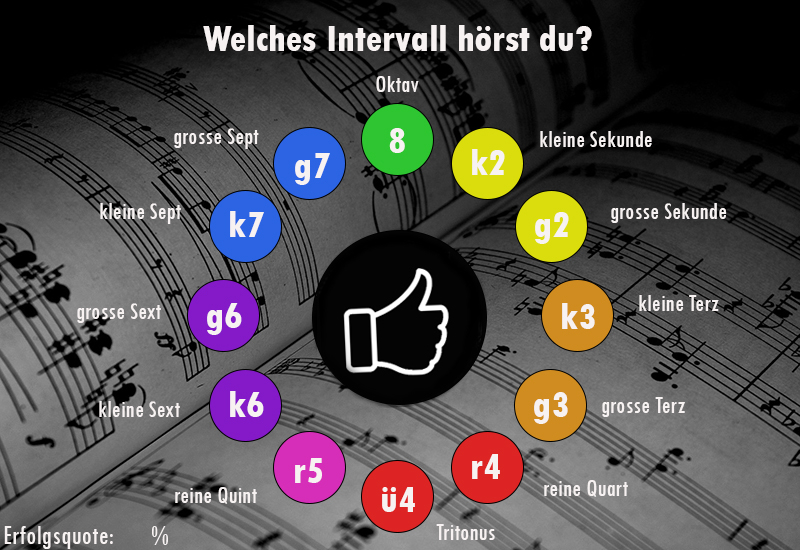 Welches Intervall hörst du?
Oktav
8
kleine Sekunde
k2
grosse Sekunde
g2
kleine Terz
k3
grosse Terz
g3
reine Quart
r4
Tritonus
ü4
reine Quint
r5
kleine Sext
k6
grosse Sext
g6
kleine Sept
k7
grosse Sept
g7
Erfolgsquote: %